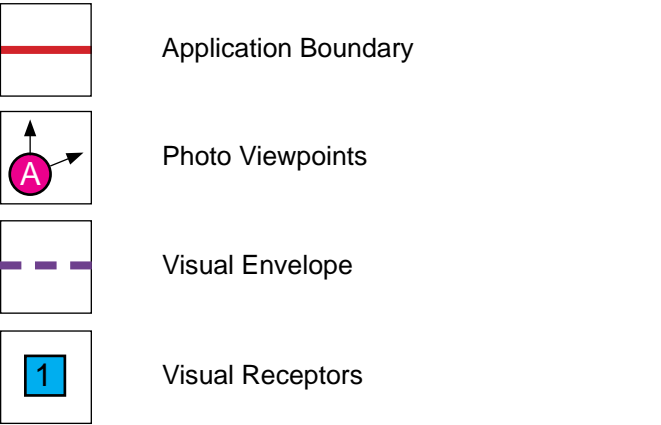 Application Boundary
A
Photo Viewpoints
Visual Envelope
1
Visual Receptors